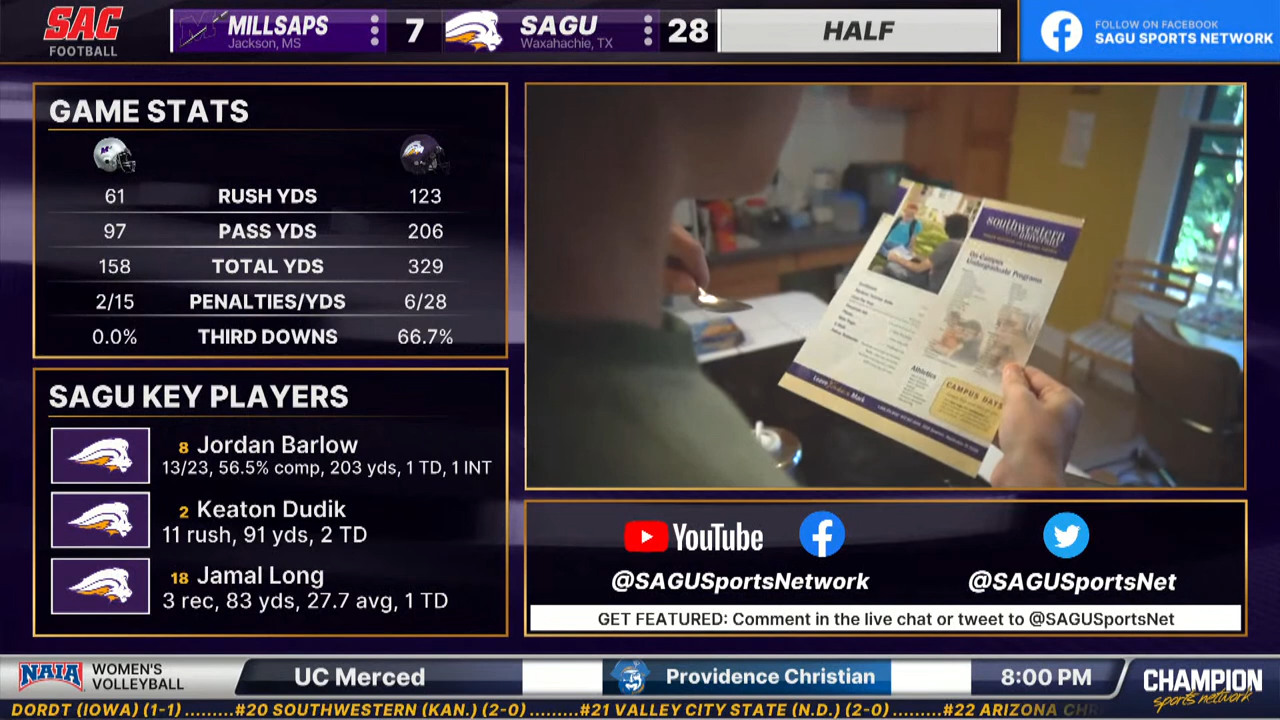 SAC
FOOTBALL
MILLSAPS
Jackson, MS
7
SAGU
Waxahachie, TX
28
HALF
FOLLOW ON FACEBOOK
SAGU SPORTS NETWORK
GAME STATS
61 RUSH YDS 123
97 PASS YDS 206
158 TOTAL YDS 329
2/15 PENALTIES/YDS 6/28
0.0% THIRD DOWNS 66.7%
SAGU KEY PLAYERS
8 Jordan Barlow
13/23, 56.5% comp, 203 yds, 1 TD, 1 INT
2 Keaton Dudik
11 rush, 91 yds, 2 TD
18 Jamal Long
3 rec, 83 yds, 27.7 avg, 1 TD
southwestern
On-Campus
Undergraduate Programs
Athletics
CAMPUS DAYS
YouTube
@SAGUSportsNetwork
@SAGUSportsNet
GET FEATURED: Comment in the live chat or tweet to @SAGUSportsNet
NAIA WOMEN'S
VOLLEYBALL
UC Merced
Providence Christian
8:00 PM
CHAMPION
sports network
DORDT (IOWA) (1-1) ........#20 SOUTHWESTERN (KAN.) (2-0) ........#21 VALLEY CITY STATE (N.D.) (2-0) ........#22 ARIZONA CHR